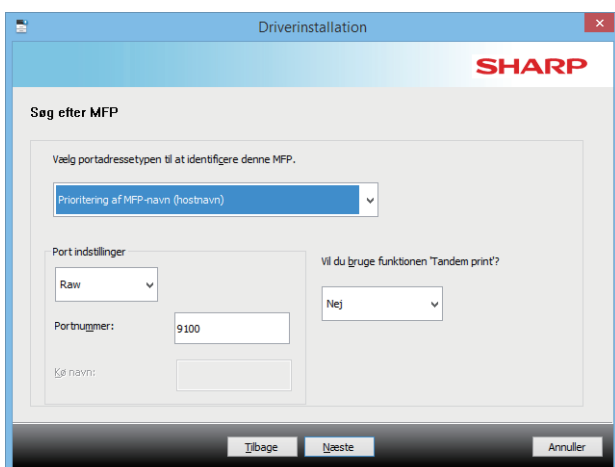 Driverinstallation
SHARP
Søg efter MFP
Vælg portadressetypen til at identificere denne MFP.
Prioritering af MFP-navn (hostnavn)
Port indstillinger
Raw
Portnummer:
9100
Kø navn:
Vil du bruge funktionen 'Tandem print'?
Nej
Tilbage
Næste
Annuller